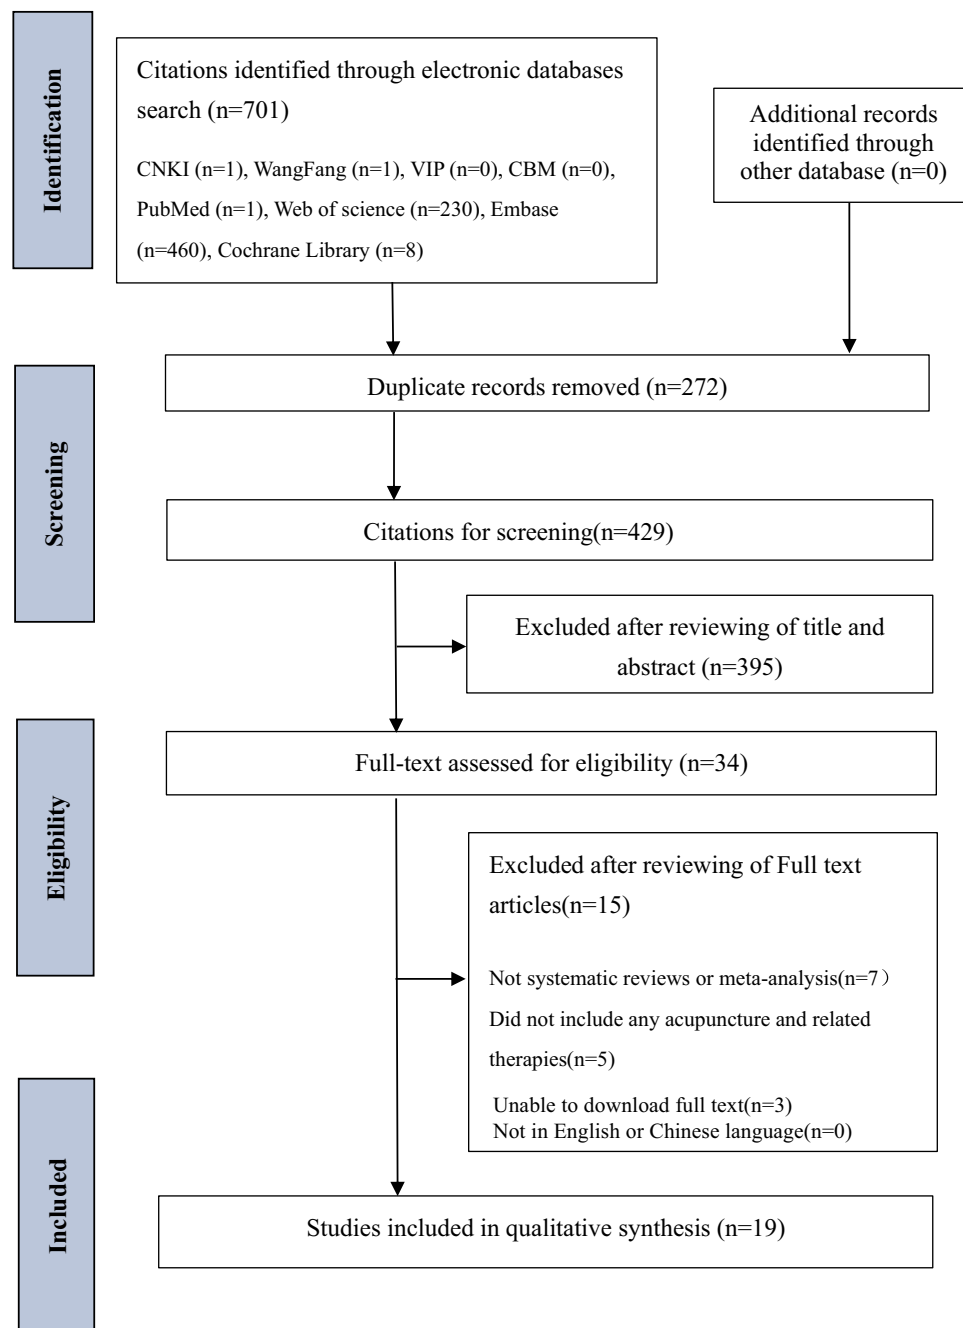 Identification
Citations identified through electronic databases
search (n=701)
CNKI (n=1), WangFang (n=1), VIP (n=0), CBM (n=0),
PubMed (n=1), Web of science (n=230), Embase
(n=460), Cochrane Library (n=8)
Additional records
identified through
other database (n=0)
Screening
Duplicate records removed (n=272)
Citations for screening(n=429)
Excluded after reviewing of title and
abstract (n=395)
Eligibility
Full-text assessed for eligibility (n=34)
Excluded after reviewing of Full text
articles(n=15)
Not systematic reviews or meta-analysis(n=7）
Did not include any acupuncture and related
therapies(n=5)
Unable to download full text(n=3)
Not in English or Chinese language(n=0)
Included
Studies included in qualitative synthesis (n=19)